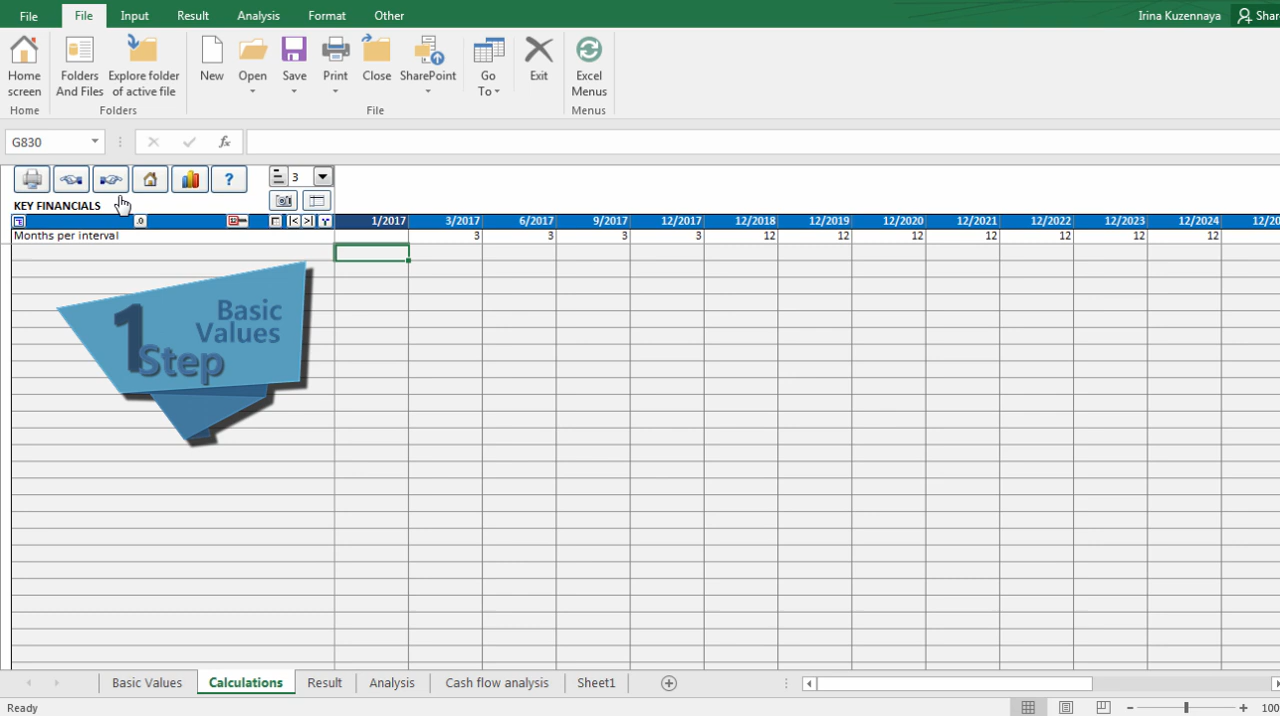 File File Input Result Analysis Format Other Irina Kuzennaya Shar
Home screen Folders And Files Explore folder of active file New Open Save Print Close SharePoint Go To Exit Excel Menus
Home Folders File Menus
G830 fx
? 3
KEY FINANCIALS
.0 |< >| 1/2017 3/2017 6/2017 9/2017 12/2017 12/2018 12/2019 12/2020 12/2021 12/2022 12/2023 12/2024 12/20
Months per interval 3 3 3 3 12 12 12 12 12 12 12
1 Basic
Values
Step
Basic Values Calculations Result Analysis Cash flow analysis Sheet1
Ready 100